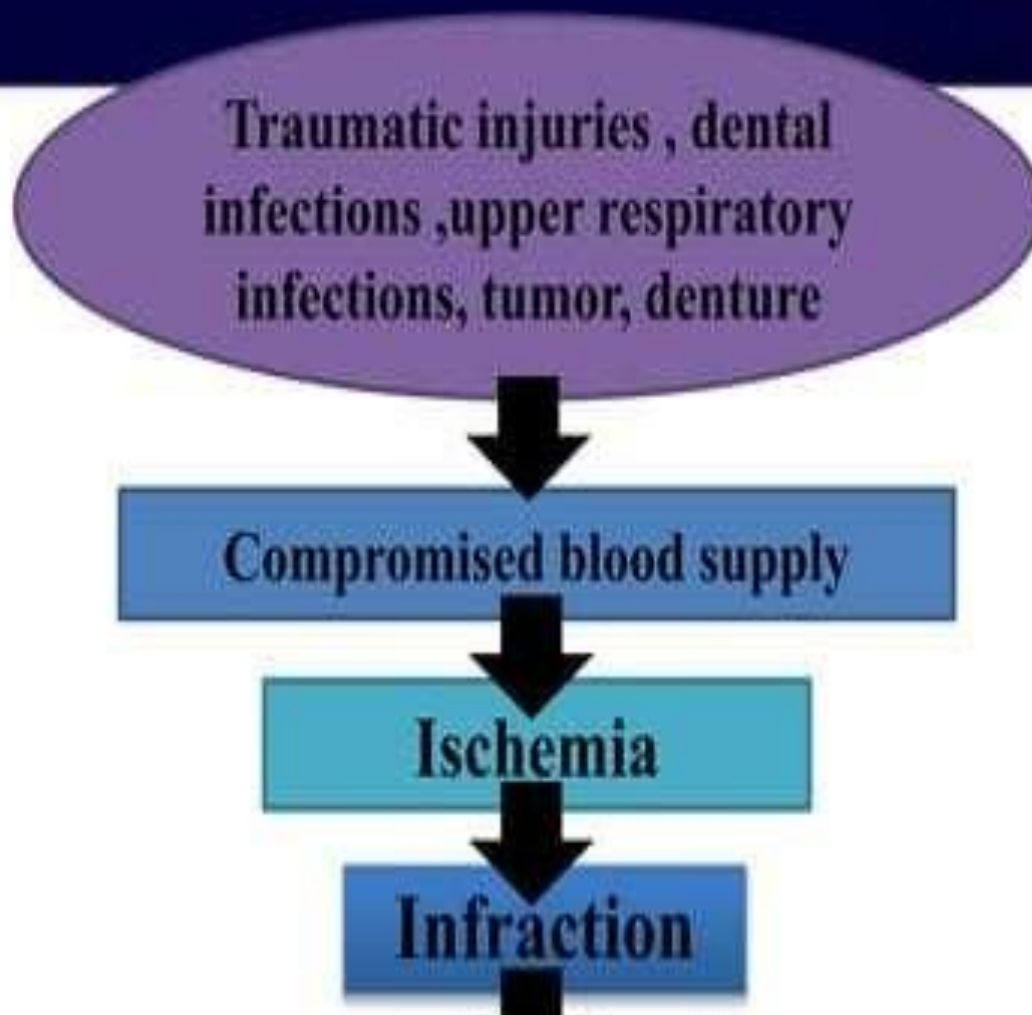 Traumatic injuries , dental
infections ,upper respiratory
infections, tumor, denture
Compromised blood supply
Ischemia
Infraction